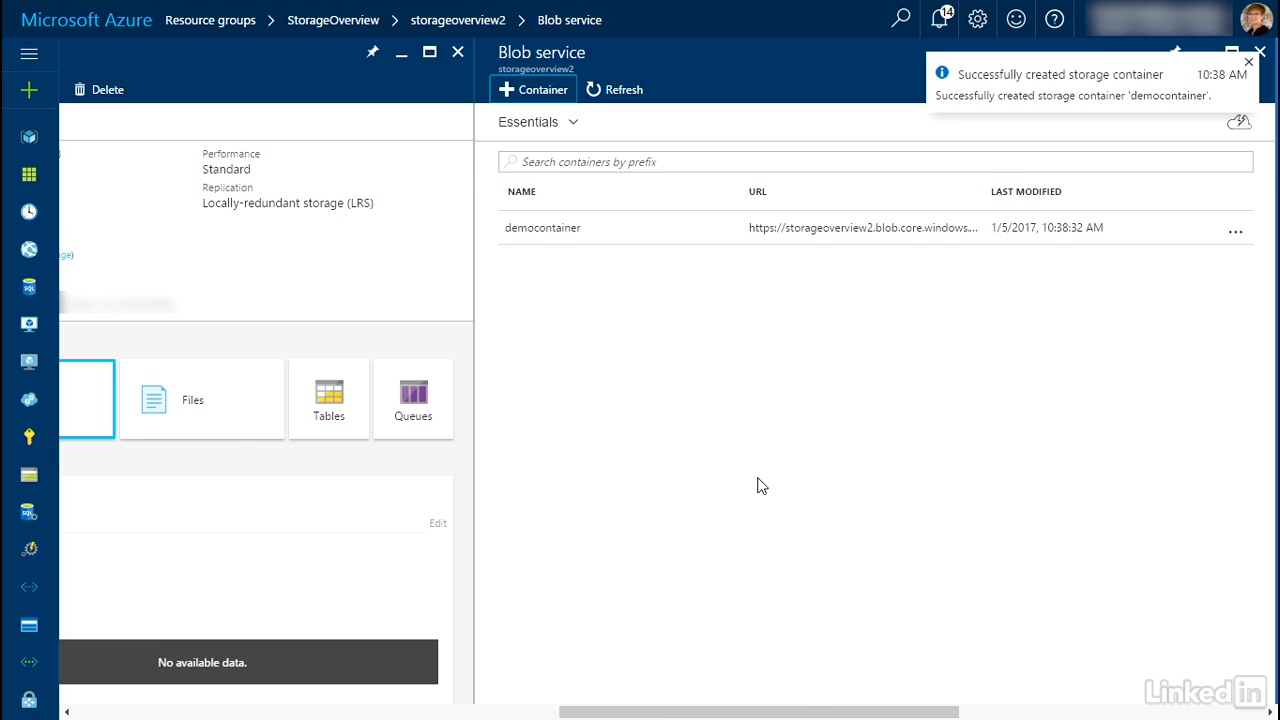 Microsoft Azure Resource groups > StorageOverview > storageoverview2 > Blob service
14
Delete
Blob service
storageoverview2
Container
Refresh
Successfully created storage container 10:38 AM
Successfully created storage container 'democontainer'.
Essentials
Performance
Standard
Replication
Locally-redundant storage (LRS)
ge)
Search containers by prefix
NAME URL LAST MODIFIED
democontainer https://storageoverview2.blob.core.windows.... 1/5/2017, 10:38:32 AM ...
SQL
Files
Tables
Queues
Edit
SQL
No available data.
LinkedIn